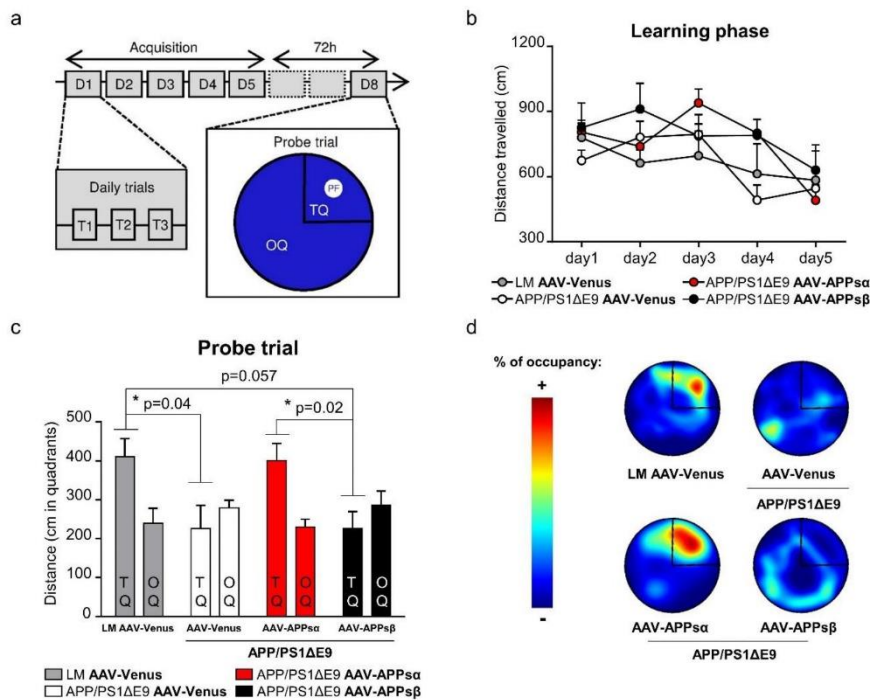 a
Acquisition
72h
D1 D2 D3 D4 D5 D8
Daily trials
T1 T2 T3
Probe trial
PF
TQ
OQ
b
Learning phase
Distance travelled (cm)
1200
900
600
300
day1 day2 day3 day4 day5
LM AAV-Venus
APP/PS1ΔE9 AAV-APPsα
APP/PS1ΔE9 AAV-Venus
APP/PS1ΔE9 AAV-APPsβ
c
Probe trial
p=0.057
* p=0.04
* p=0.02
Distance (cm in quadrants)
500
400
300
200
100
0
TQ OQ TQ OQ TQ OQ TQ OQ
LM AAV-Venus AAV-Venus AAV-APPsα AAV-APPsβ
APP/PS1ΔE9
LM AAV-Venus
APP/PS1ΔE9 AAV-APPsα
APP/PS1ΔE9 AAV-Venus
APP/PS1ΔE9 AAV-APPsβ
d
% of occupancy:
+
-
LM AAV-Venus
AAV-Venus
APP/PS1ΔE9
AAV-APPsα
AAV-APPsβ
APP/PS1ΔE9